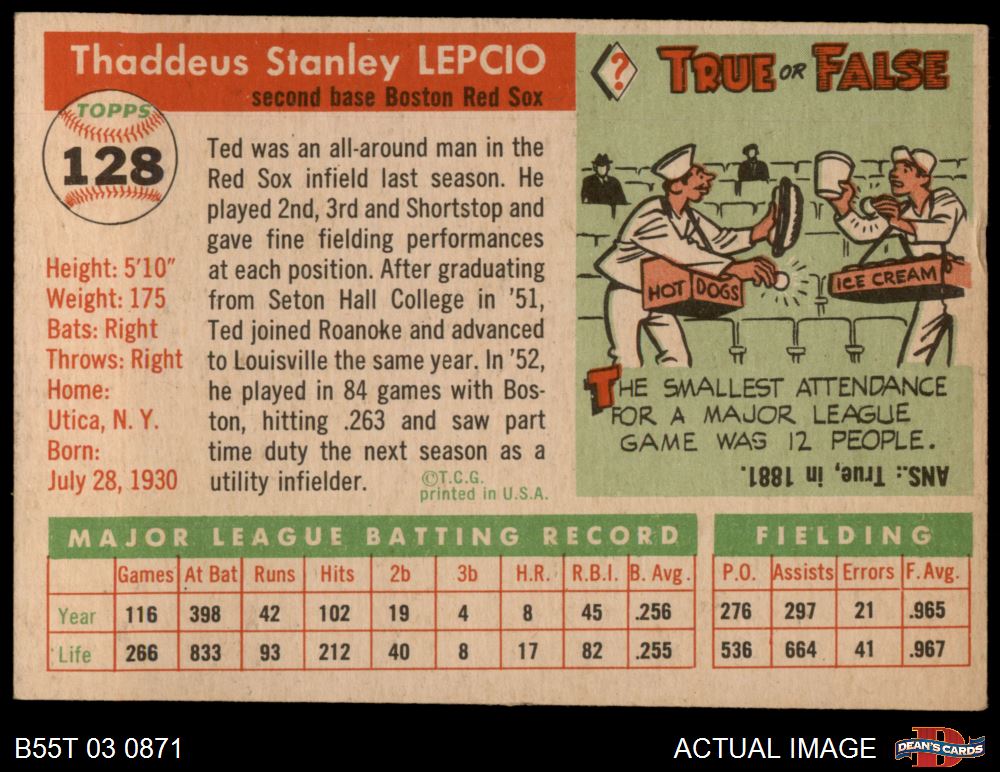 Thaddeus Stanley LEPCIO
second base Boston Red Sox
TOPPS
128
Height: 5'10"
Weight: 175
Bats: Right
Throws: Right
Home:
Utica, N. Y.
Born:
July 28, 1930
Ted was an all-around man in the
Red Sox infield last season. He
played 2nd, 3rd and Shortstop and
gave fine fielding performances
at each position. After graduating
from Seton Hall College in '51,
Ted joined Roanoke and advanced
to Louisville the same year. In '52,
he played in 84 games with Bos-
ton, hitting .263 and saw part
time duty the next season as a
utility infielder.
©T.C.G.
printed in U.S.A.
?
TRUE OR FALSE
HOT DOGS
ICE CREAM
THE SMALLEST ATTENDANCE
FOR A MAJOR LEAGUE
GAME WAS 12 PEOPLE.
ANS.: True, in 1881.
MAJOR LEAGUE BATTING RECORD
Games At Bat Runs Hits 2b 3b H.R. R.B.I. B. Avg.
Year 116 398 42 102 19 4 8 45 .256
Life 266 833 93 212 40 8 17 82 .255
FIELDING
P.O. Assists Errors F. Avg.
276 297 21 .965
536 664 41 .967
B55T 03 0871
ACTUAL IMAGE
D
DEAN'S CARDS